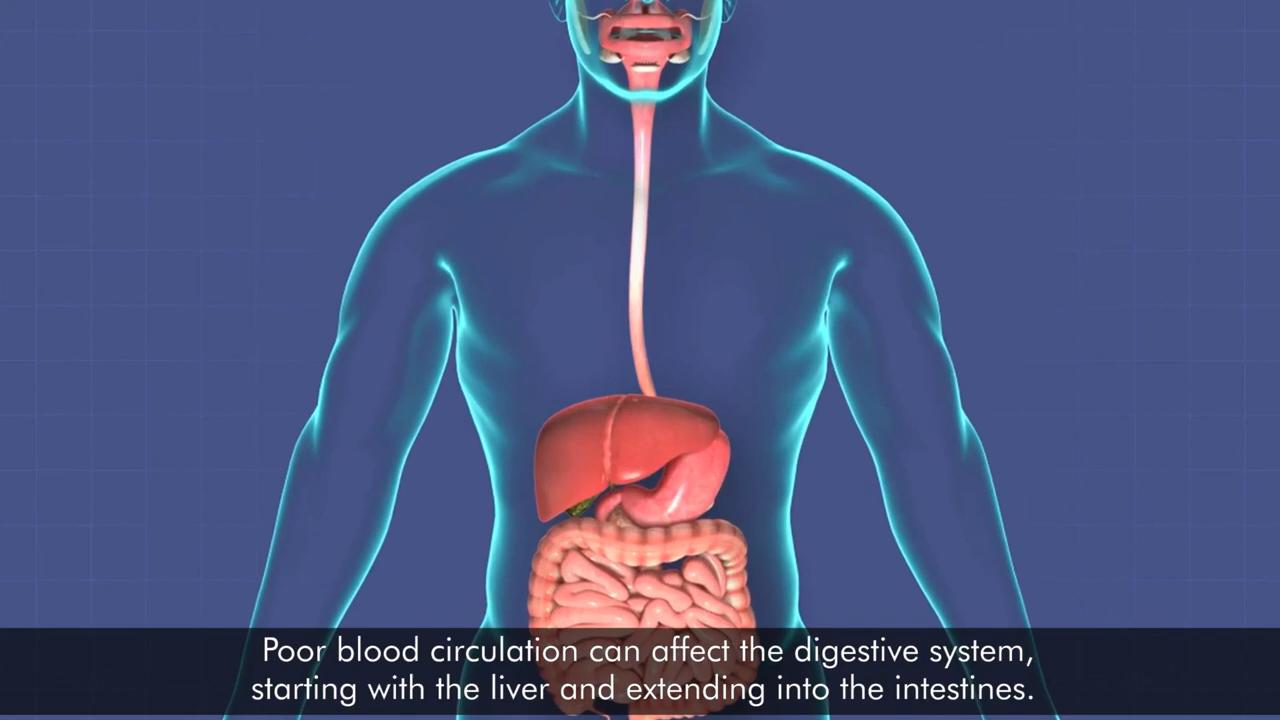 Poor blood circulation can affect the digestive system,
starting with the liver and extending into the intestines.